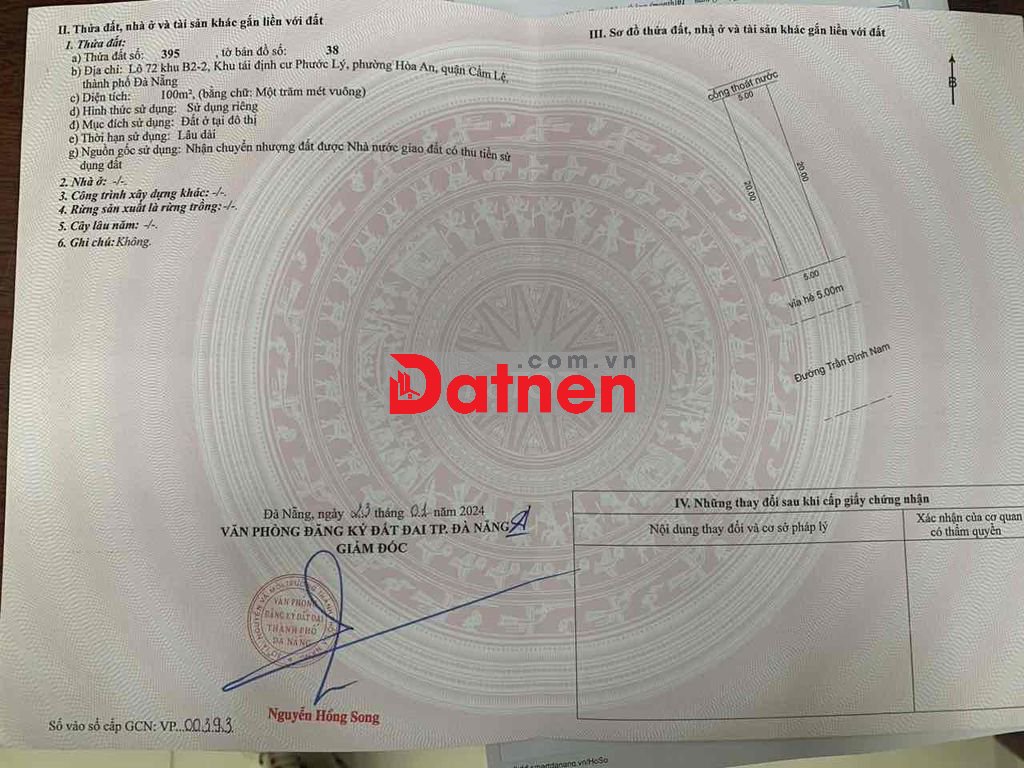 II. Thửa đất, nhà ở và tài sản khác gắn liền với đất
1. Thửa đất:
a) Thửa đất số: 395 , tờ bản đồ số: 38
b) Địa chỉ: Lô 72 khu B2-2, Khu tái định cư Phước Lý, phường Hòa An, quận Cẩm Lệ,
thành phố Đà Nẵng
c) Diện tích: 100m², (bằng chữ: Một trăm mét vuông)
d) Hình thức sử dụng: Sử dụng riêng
đ) Mục đích sử dụng: Đất ở tại đô thị
e) Thời hạn sử dụng: Lâu dài
g) Nguồn gốc sử dụng: Nhận chuyển nhượng đất được Nhà nước giao đất có thu tiền sử
dụng đất
2. Nhà ở: -/-.
3. Công trình xây dựng khác: -/-.
4. Rừng sản xuất là rừng trồng: -/-.
5. Cây lâu năm: -/-.
6. Ghi chú: Không.
III. Sơ đồ thửa đất, nhà ở và tài sản khác gắn liền với đất
B
cống thoát nước
5.00
20.00
20.00
5.00
vỉa hè 5.00m
Đường Trần Đình Nam
.com.vn
Datnen
Đà Nẵng, ngày 23 tháng 01 năm 2024
VĂN PHÒNG ĐĂNG KÝ ĐẤT ĐAI TP. ĐÀ NẴNG
GIÁM ĐỐC
VĂN PHÒNG
ĐĂNG KÝ ĐẤT ĐAI
THÀNH PHỐ
ĐÀ NẴNG
Nguyễn Hồng Song
Số vào sổ cấp GCN: VP...00393
IV. Những thay đổi sau khi cấp giấy chứng nhận
Nội dung thay đổi và cơ sở pháp lý
Xác nhận của cơ quan
có thẩm quyền